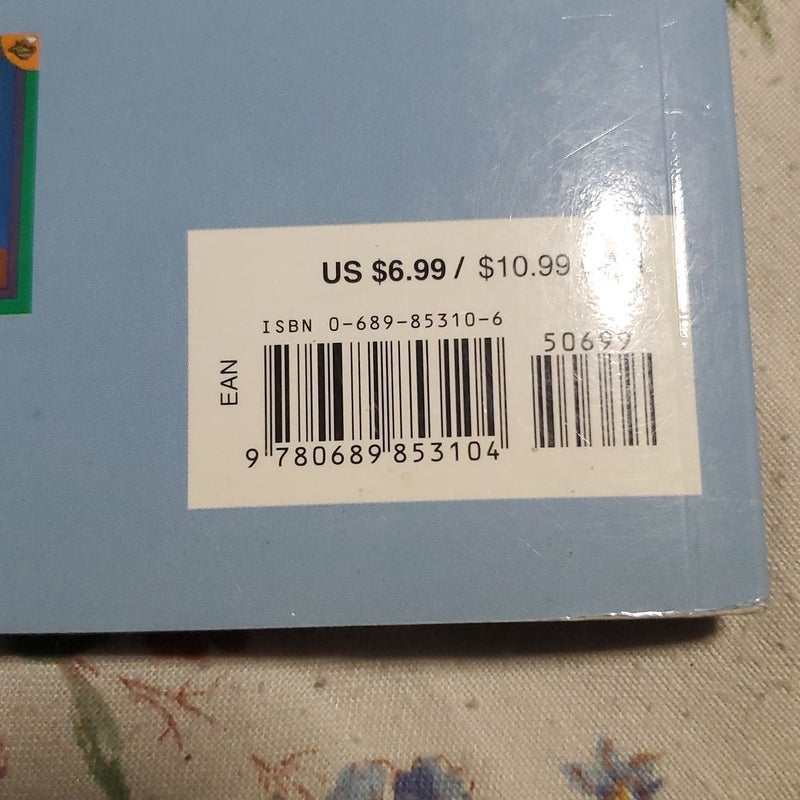 US $6.99 / $10.99
ISBN 0-689-85310-6
50699
EAN
9 780689 853104